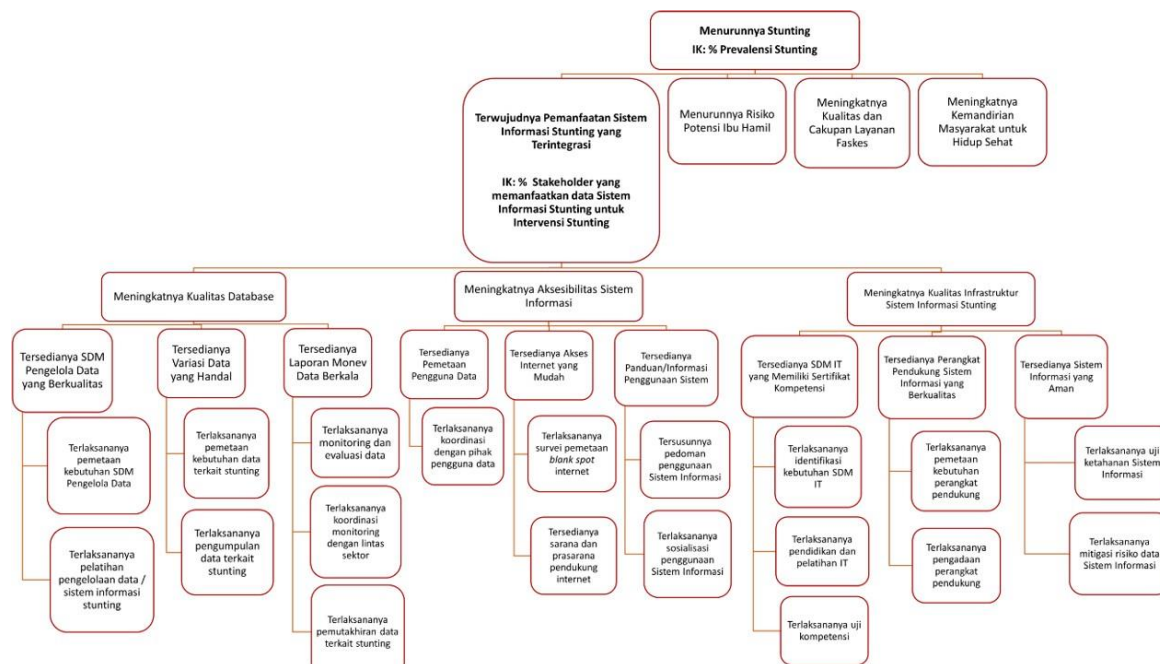 Menurunnya Stunting
IK: % Prevalensi Stunting
Terwujudnya Pemanfaatan Sistem
Informasi Stunting yang
Terintegrasi
IK: % Stakeholder yang
memanfaatkan data Sistem
Informasi Stunting untuk
Intervensi Stunting
Menurunnya Risiko
Potensi Ibu Hamil
Meningkatnya
Kualitas dan
Cakupan Layanan
Faskes
Meningkatnya
Kemandirian
Masyarakat untuk
Hidup Sehat
Meningkatnya Kualitas Database
Meningkatnya Aksesibilitas Sistem
Informasi
Meningkatnya Kualitas Infrastruktur
Sistem Informasi Stunting
Tersedianya SDM
Pengelola Data
yang Berkualitas
Tersedianya
Variasi Data
yang Handal
Tersedianya
Laporan Monev
Data Berkala
Tersedianya
Pemetaan
Pengguna Data
Tersedianya Akses
Internet yang
Mudah
Tersedianya
Panduan/Informasi
Penggunaan Sistem
Tersedianya SDM IT
yang Memiliki Sertifikat
Kompetensi
Tersedianya Perangkat
Pendukung Sistem
Informasi yang
Berkualitas
Tersedianya Sistem
Informasi yang
Aman
Terlaksananya
pemetaan
kebutuhan SDM
Pengelola Data
Terlaksananya
pelatihan
pengelolaan data /
sistem informasi
stunting
Terlaksananya
pemetaan
kebutuhan data
terkait stunting
Terlaksananya
pengumpulan
data terkait
stunting
Terlaksananya
monitoring dan
evaluasi data
Terlaksananya
koordinasi
monitoring
dengan lintas
sektor
Terlaksananya
pemutakhiran data
terkait stunting
Terlaksananya
koordinasi
dengan pihak
pengguna data
Terlaksananya
survei pemetaan
blank spot
internet
Tersedianya
sarana dan
prasarana
pendukung
internet
Tersusunnya
pedoman
penggunaan
Sistem Informasi
Terlaksananya
sosialisasi
penggunaan
Sistem Informasi
Terlaksananya
identifikasi
kebutuhan SDM
IT
Terlaksananya
pendidikan dan
pelatihan IT
Terlaksananya uji
kompetensi
Terlaksananya
pemetaan
kebutuhan
perangkat
pendukung
Terlaksananya
pengadaan
perangkat
pendukung
Terlaksananya uji
ketahanan Sistem
Informasi
Terlaksananya
mitigasi risiko data
Sistem Informasi